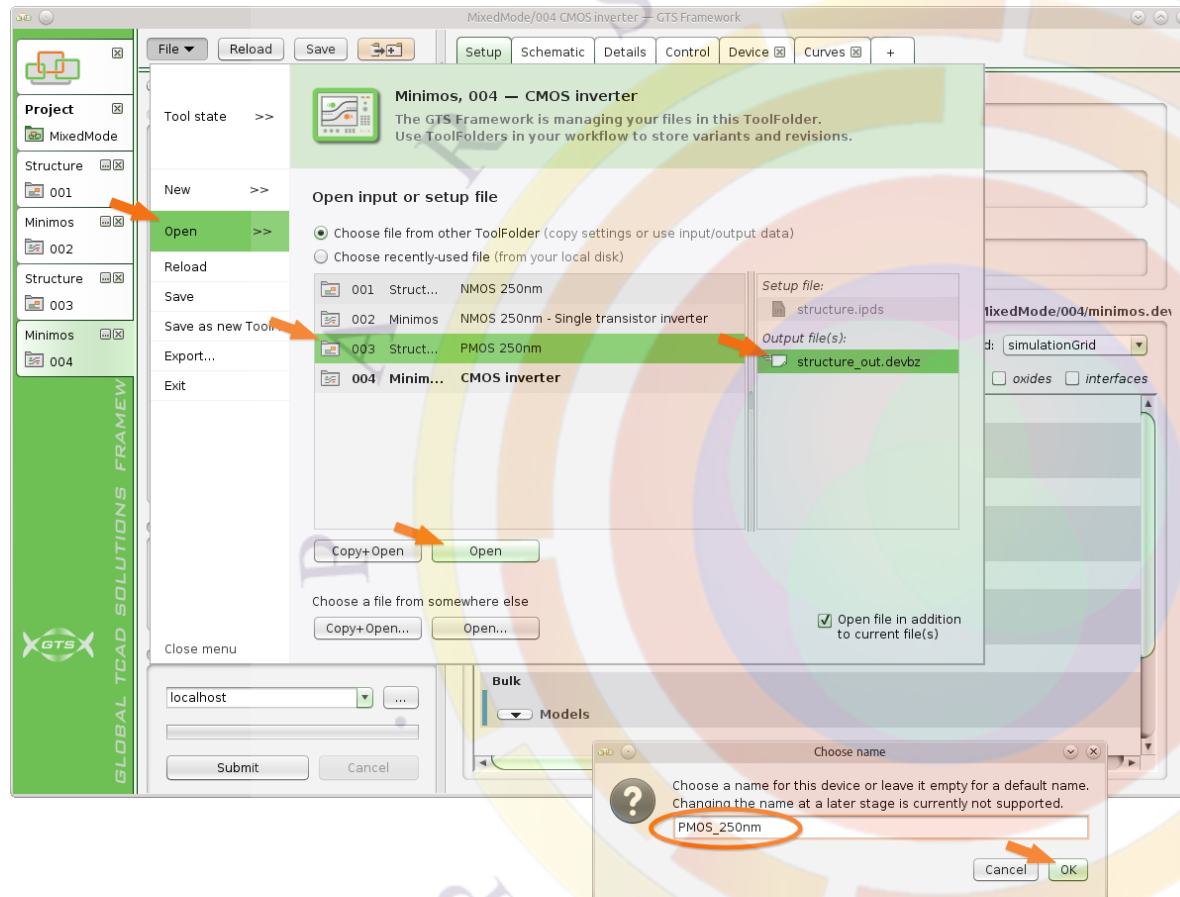 MixedMode/004 CMOS inverter — GTS Framework
File
Reload
Save
Setup
Schematic
Details
Control
Device
Curves
+
Project
MixedMode
Structure
001
Minimos
002
Structure
003
Minimos
004
GLOBAL TCAD SOLUTIONS FRAMEW
GTS
Tool state >>
New >>
Open >>
Reload
Save
Save as new Tool
Export...
Exit
Close menu
Minimos, 004 — CMOS inverter
The GTS Framework is managing your files in this ToolFolder.
Use ToolFolders in your workflow to store variants and revisions.
Open input or setup file
Choose file from other ToolFolder (copy settings or use input/output data)
Choose recently-used file (from your local disk)
001 Struct... NMOS 250nm
002 Minimos NMOS 250nm - Single transistor inverter
003 Struct... PMOS 250nm
004 Minim... CMOS inverter
Setup file:
structure.ipds
Output file(s):
structure_out.devbz
Copy+Open
Open
Choose a file from somewhere else
Copy+Open...
Open...
Open file in addition
to current file(s)
MixedMode/004/minimos.dev
d: simulationGrid
oxides
interfaces
localhost
...
Submit
Cancel
Bulk
Models
Choose name
Choose a name for this device or leave it empty for a default name.
Changing the name at a later stage is currently not supported.
PMOS_250nm
Cancel
OK